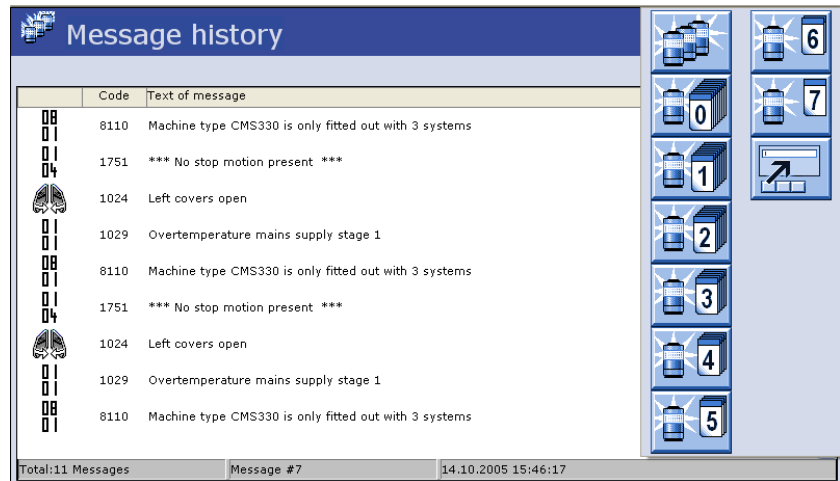 Message history
Code Text of message
08
01 8110 Machine type CMS330 is only fitted out with 3 systems
01
04 1751 *** No stop motion present ***
1024 Left covers open
01
01 1029 Overtemperature mains supply stage 1
08
01 8110 Machine type CMS330 is only fitted out with 3 systems
01
04 1751 *** No stop motion present ***
1024 Left covers open
01
01 1029 Overtemperature mains supply stage 1
08
01 8110 Machine type CMS330 is only fitted out with 3 systems
Total:11 Messages Message #7 14.10.2005 15:46:17
6
0 7
1
2
3
4
5